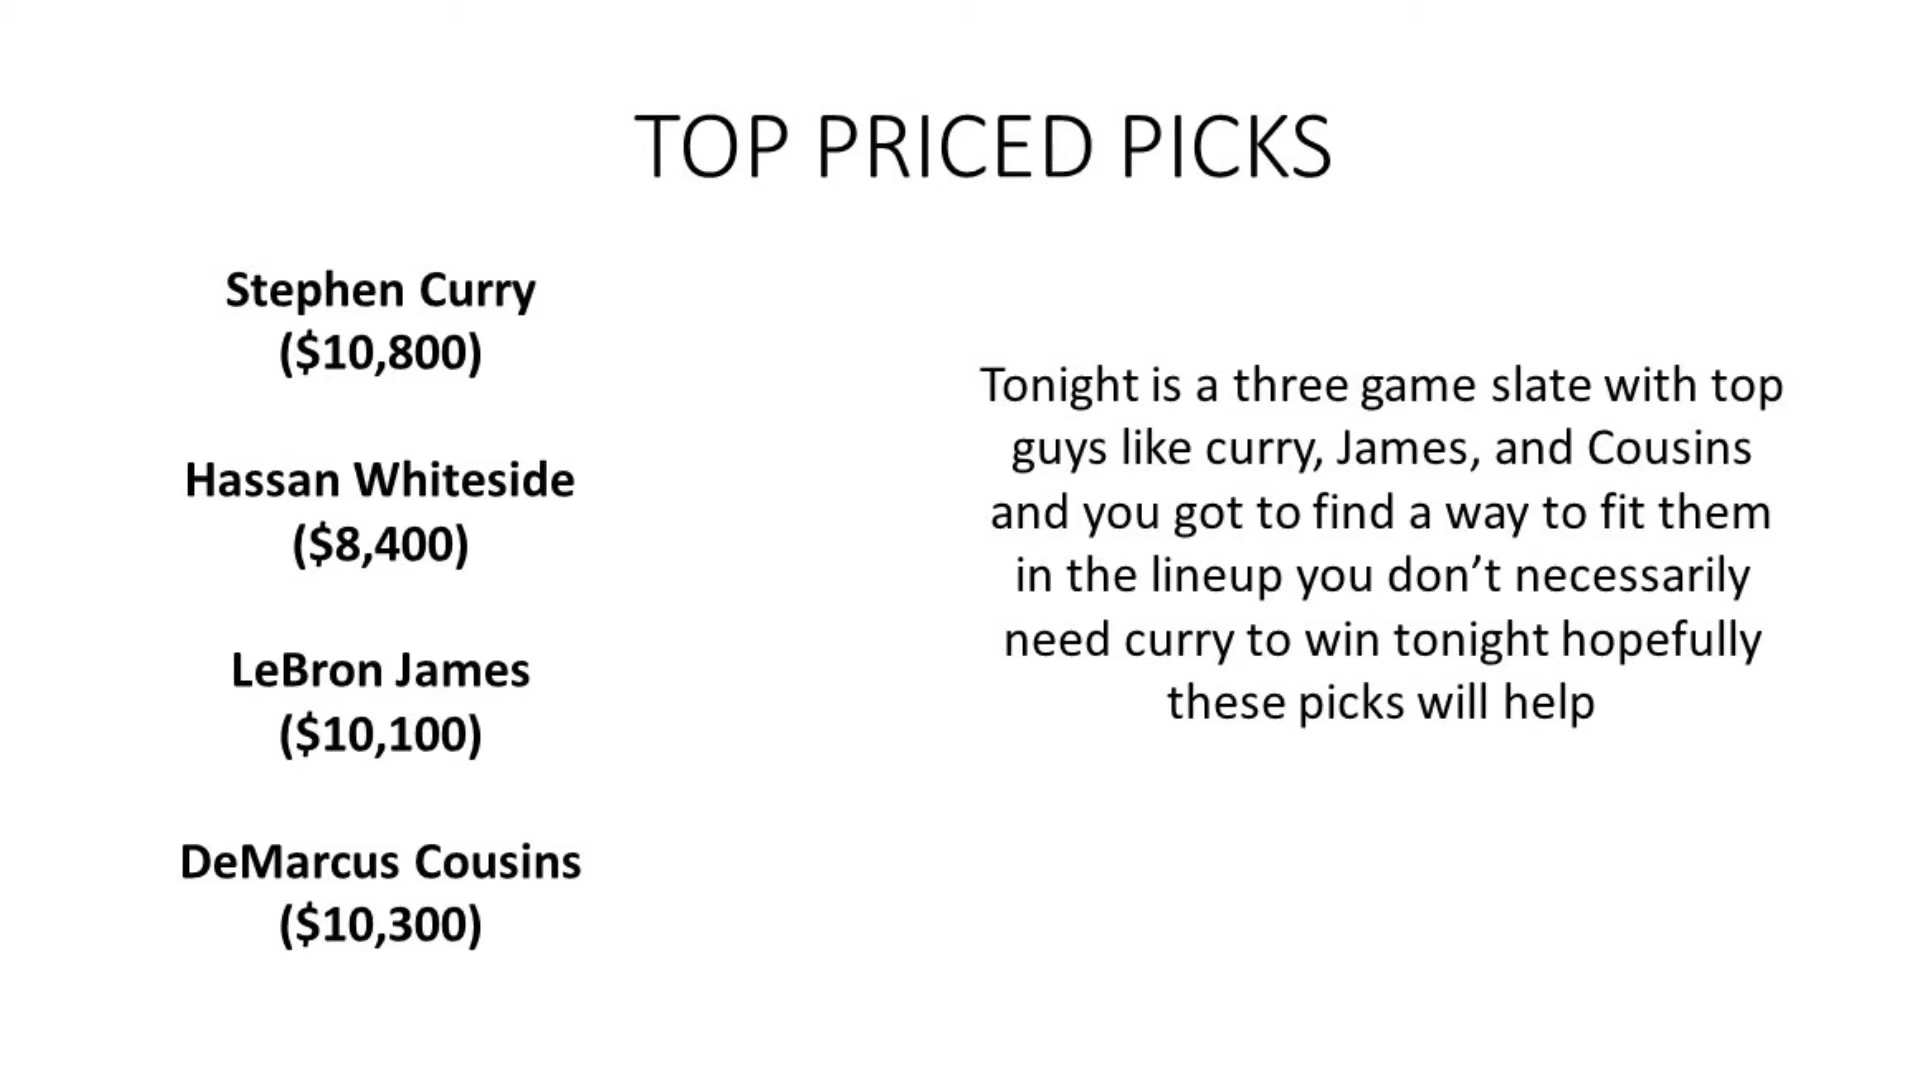 TOP PRICED PICKS
Stephen Curry
($10,800)
Hassan Whiteside
($8,400)
LeBron James
($10,100)
DeMarcus Cousins
($10,300)
Tonight is a three game slate with top
guys like curry, James, and Cousins
and you got to find a way to fit them
in the lineup you don’t necessarily
need curry to win tonight hopefully
these picks will help